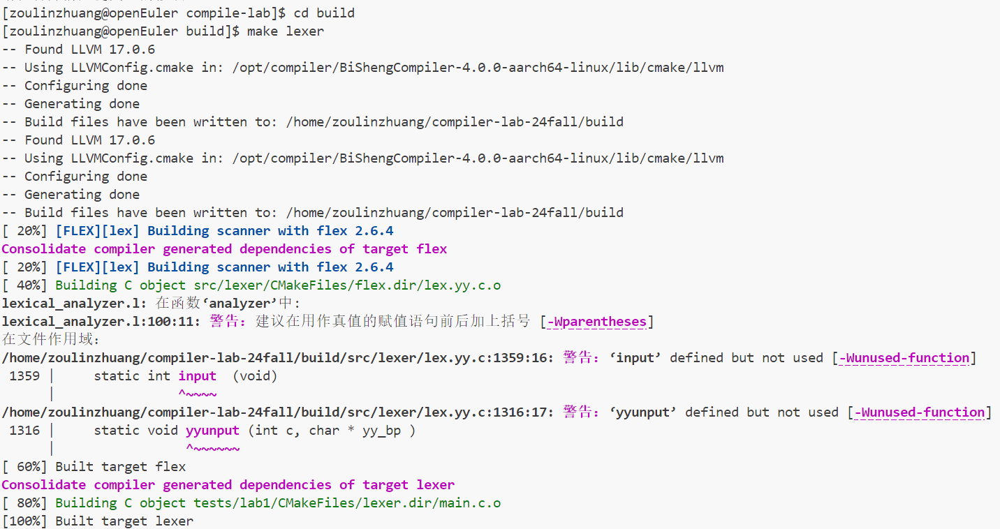 [zoulinzhuang@openEuler compile-lab]$ cd build
[zoulinzhuang@openEuler build]$ make lexer
-- Found LLVM 17.0.6
-- Using LLVMConfig.cmake in: /opt/compiler/BiShengCompiler-4.0.0-aarch64-linux/lib/cmake/llvm
-- Configuring done
-- Generating done
-- Build files have been written to: /home/zoulinzhuang/compiler-lab-24fall/build
-- Found LLVM 17.0.6
-- Using LLVMConfig.cmake in: /opt/compiler/BiShengCompiler-4.0.0-aarch64-linux/lib/cmake/llvm
-- Configuring done
-- Generating done
-- Build files have been written to: /home/zoulinzhuang/compiler-lab-24fall/build
[ 20%] [FLEX][lex] Building scanner with flex 2.6.4
Consolidate compiler generated dependencies of target flex
[ 20%] [FLEX][lex] Building scanner with flex 2.6.4
[ 40%] Building C object src/lexer/CMakeFiles/flex.dir/lex.yy.c.o
lexical_analyzer.l: 在函数‘analyzer’中:
lexical_analyzer.l:100:11: 警告：建议在用作真值的赋值语句前后加上括号 [-Wparentheses]
在文件作用域：
/home/zoulinzhuang/compiler-lab-24fall/build/src/lexer/lex.yy.c:1359:16: 警告：‘input’ defined but not used [-Wunused-function]
1359 |     static int input  (void)
|                ^~~~~
/home/zoulinzhuang/compiler-lab-24fall/build/src/lexer/lex.yy.c:1316:17: 警告：‘yyunput’ defined but not used [-Wunused-function]
1316 |     static void yyunput (int c, char * yy_bp )
|                 ^~~~~~~
[ 60%] Built target flex
Consolidate compiler generated dependencies of target lexer
[ 80%] Building C object tests/lab1/CMakeFiles/lexer.dir/main.c.o
[100%] Built target lexer